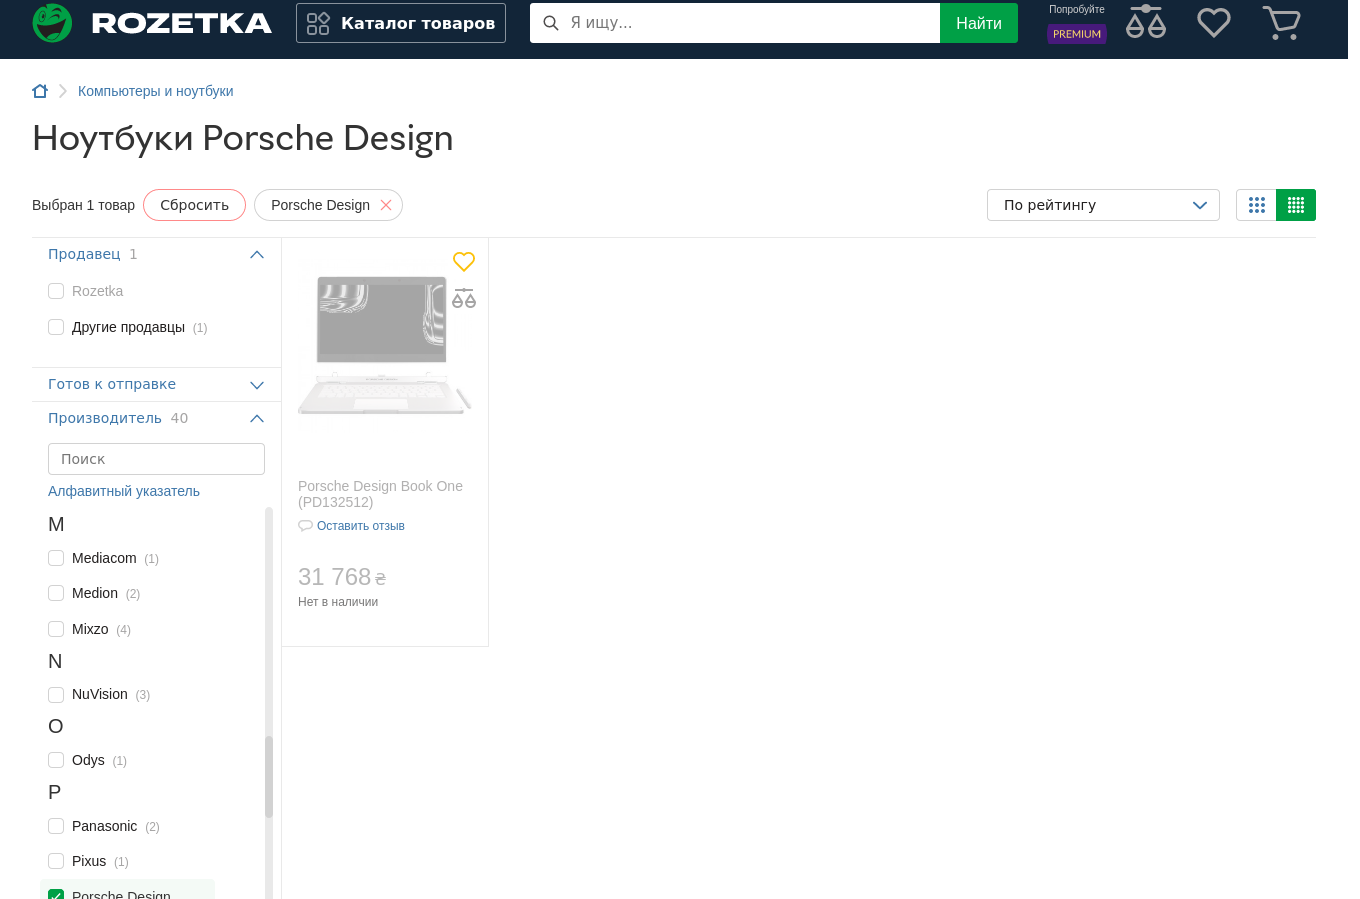 ROZETKA
Каталог товаров
Я ищу...
Найти
Попробуйте
PREMIUM
Компьютеры и ноутбуки
Ноутбуки Porsche Design
Выбран 1 товар
Сбросить
Porsche Design
По рейтингу
Продавец 1
Rozetka
Другие продавцы (1)
Готов к отправке
Производитель 40
Поиск
Алфавитный указатель
M
Mediacom (1)
Medion (2)
Mixzo (4)
N
NuVision (3)
O
Odys (1)
P
Panasonic (2)
Pixus (1)
Porsche Design
Porsche Design Book One
(PD132512)
Оставить отзыв
31 768 ₴
Нет в наличии